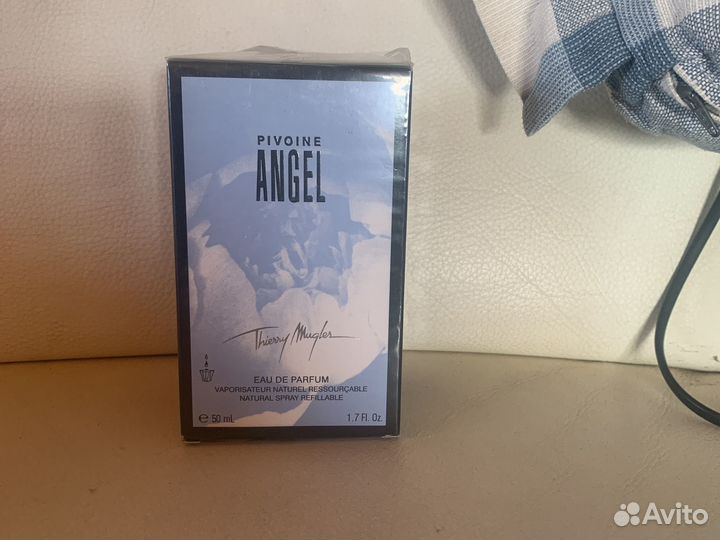 PIVOINE
ANGEL
Thierry Mugler
EAU DE PARFUM
VAPORISATEUR NATUREL RESSOURÇABLE
NATURAL SPRAY REFILLABLE
e 50 mL 1.7 Fl. Oz.
Avito